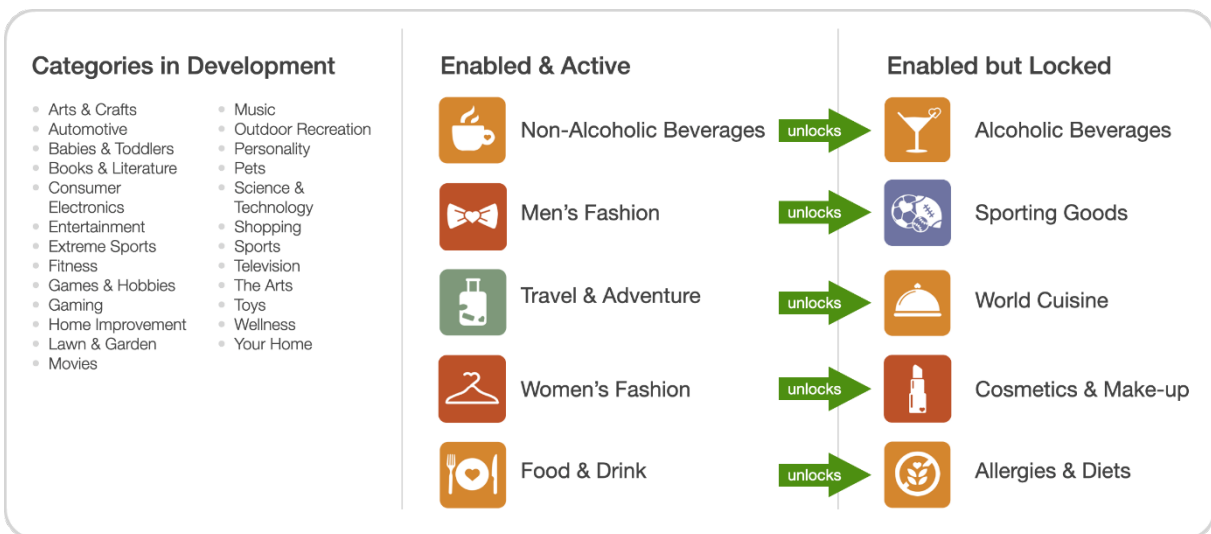 Categories in Development
Arts & Crafts
Automotive
Babies & Toddlers
Books & Literature
Consumer
Electronics
Entertainment
Extreme Sports
Fitness
Games & Hobbies
Gaming
Home Improvement
Lawn & Garden
Movies
Music
Outdoor Recreation
Personality
Pets
Science &
Technology
Shopping
Sports
Television
The Arts
Toys
Wellness
Your Home
Enabled & Active
Enabled but Locked
Non-Alcoholic Beverages
unlocks
Alcoholic Beverages
Men’s Fashion
unlocks
Sporting Goods
Travel & Adventure
unlocks
World Cuisine
Women’s Fashion
unlocks
Cosmetics & Make-up
Food & Drink
unlocks
Allergies & Diets